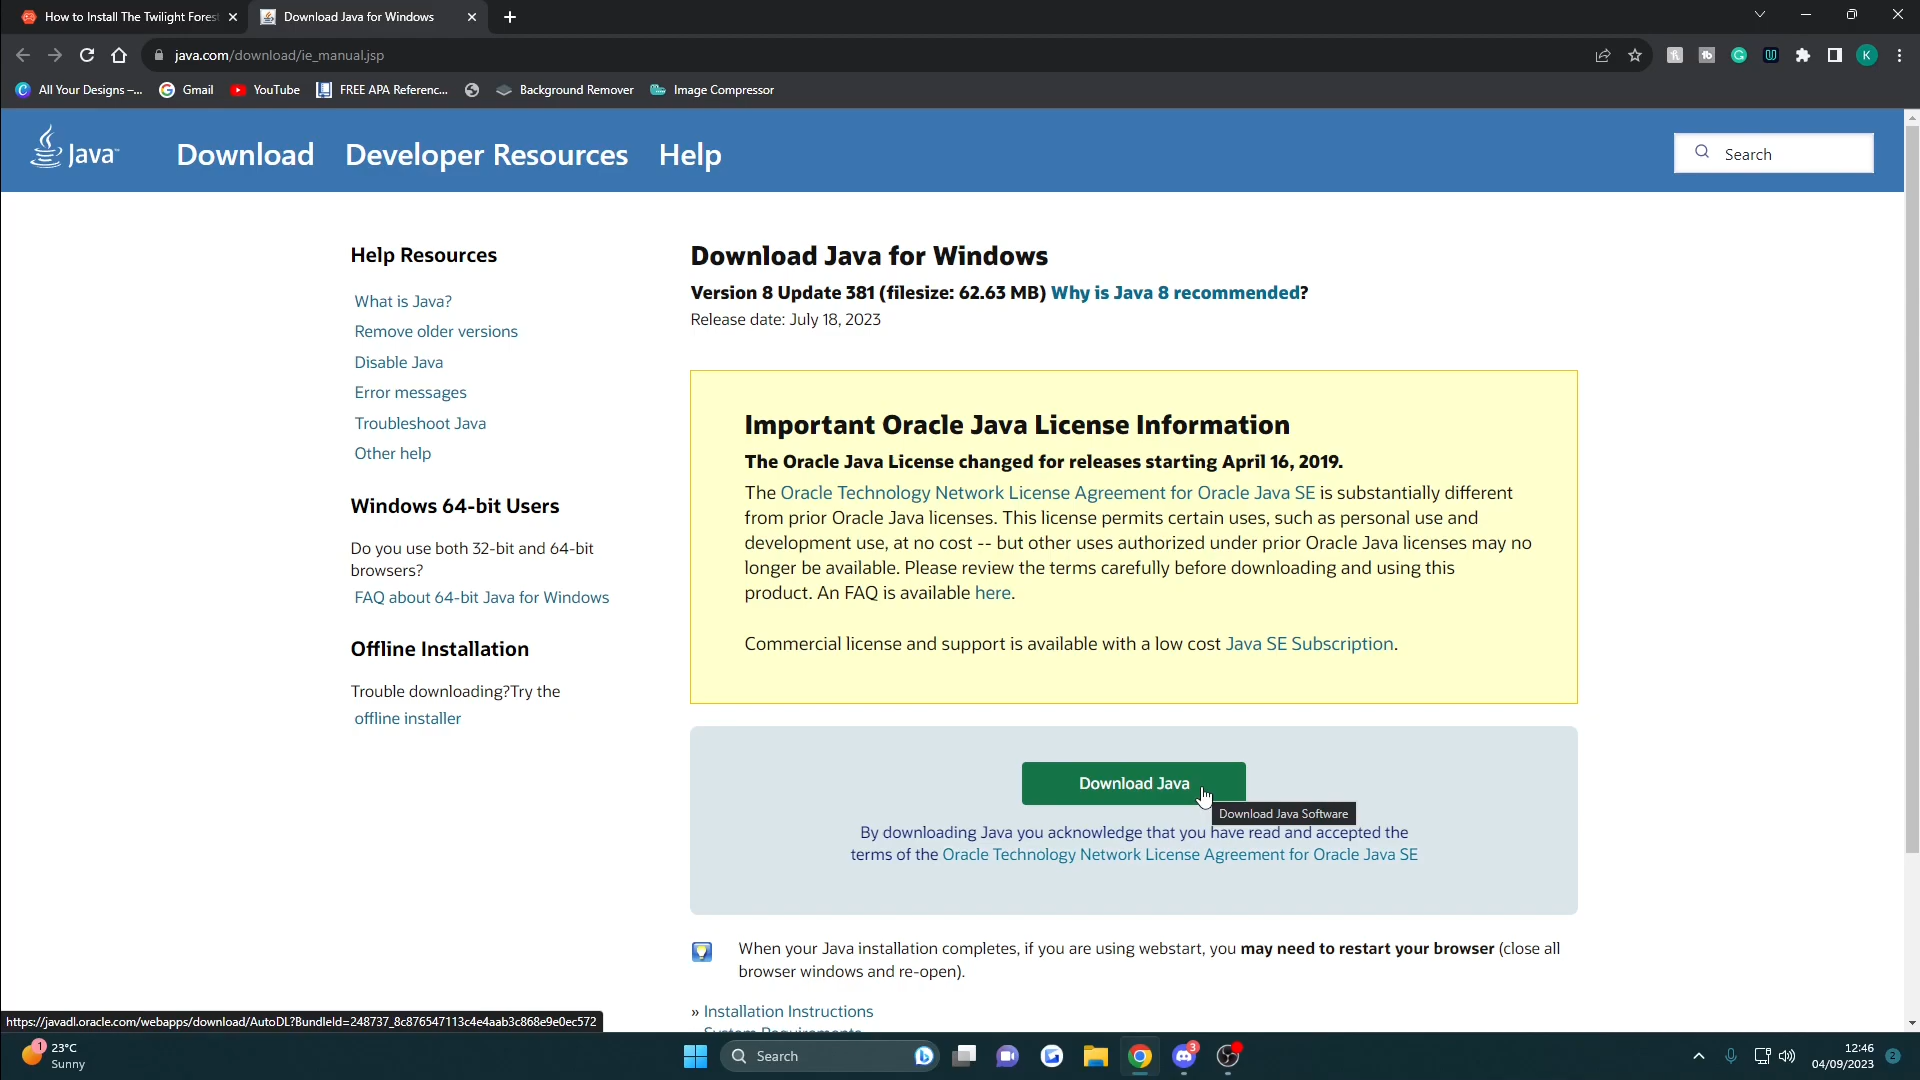 How to Install The Twilight Forest
Download Java for Windows
java.com/download/ie_manual.jsp
K
All Your Designs –...
Gmail
YouTube
FREE APA Referenc...
Background Remover
Image Compressor
Java
Download
Developer Resources
Help
Search
Help Resources
What is Java?
Remove older versions
Disable Java
Error messages
Troubleshoot Java
Other help
Windows 64-bit Users
Do you use both 32-bit and 64-bit
browsers?
FAQ about 64-bit Java for Windows
Offline Installation
Trouble downloading?Try the
offline installer
Download Java for Windows
Version 8 Update 381 (filesize: 62.63 MB) Why is Java 8 recommended?
Release date: July 18, 2023
Important Oracle Java License Information
The Oracle Java License changed for releases starting April 16, 2019.
The Oracle Technology Network License Agreement for Oracle Java SE is substantially different
from prior Oracle Java licenses. This license permits certain uses, such as personal use and
development use, at no cost -- but other uses authorized under prior Oracle Java licenses may no
longer be available. Please review the terms carefully before downloading and using this
product. An FAQ is available here.
Commercial license and support is available with a low cost Java SE Subscription.
Download Java
Download Java Software
By downloading Java you acknowledge that you have read and accepted the
terms of the Oracle Technology Network License Agreement for Oracle Java SE
When your Java installation completes, if you are using webstart, you may need to restart your browser (close all
browser windows and re-open).
» Installation Instructions
System Requirements
https://javadl.oracle.com/webapps/download/AutoDL?BundleId=248737_8c876547113c4e4aab3c868e9e0ec572
1
23°C
Sunny
Search
3
12:46
04/09/2023
2